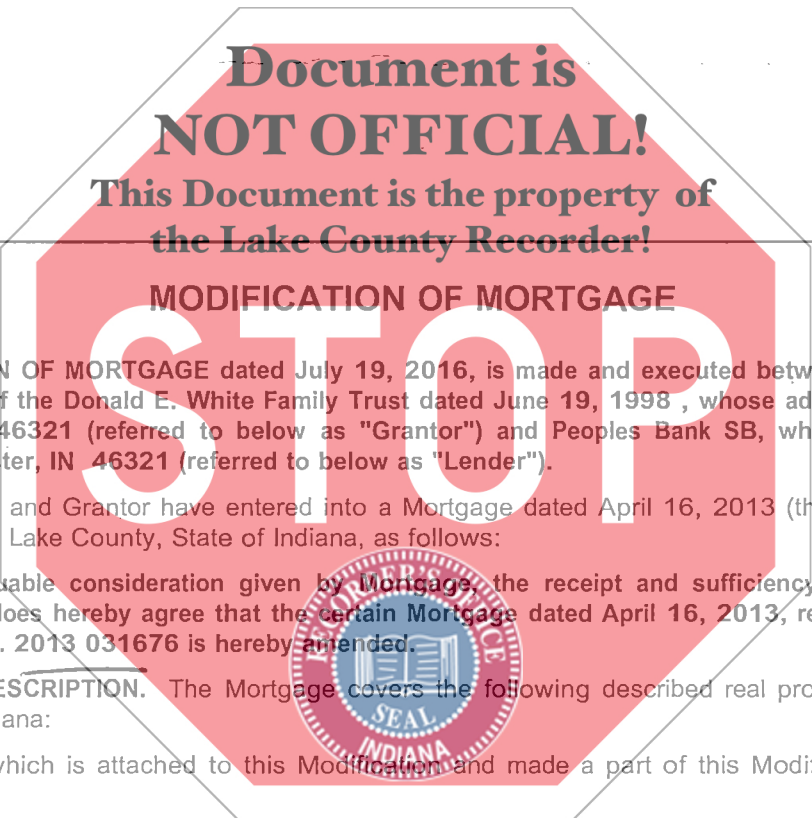 Document is
NOT OFFICIAL!
This Document is the property of
the Lake County Recorder!
MODIFICATION OF MORTGAGE
STOP
N OF MORTGAGE dated July 19, 2016, is made and executed betw
f the Donald E. White Family Trust dated June 19, 1998 , whose ad
46321 (referred to below as "Grantor") and Peoples Bank SB, wh
ter, IN 46321 (referred to below as "Lender").
and Grantor have entered into a Mortgage dated April 16, 2013 (th
Lake County, State of Indiana, as follows:
uable consideration given by Mortgage, the receipt and sufficiency
does hereby agree that the certain Mortgage dated April 16, 2013, re
. 2013 031676 is hereby amended.
ESCRIPTION. The Mortgage covers the following described real pro
ana:
which is attached to this Modification and made a part of this Modi
RECORDER'S OFFICE
SEAL
INDIANA